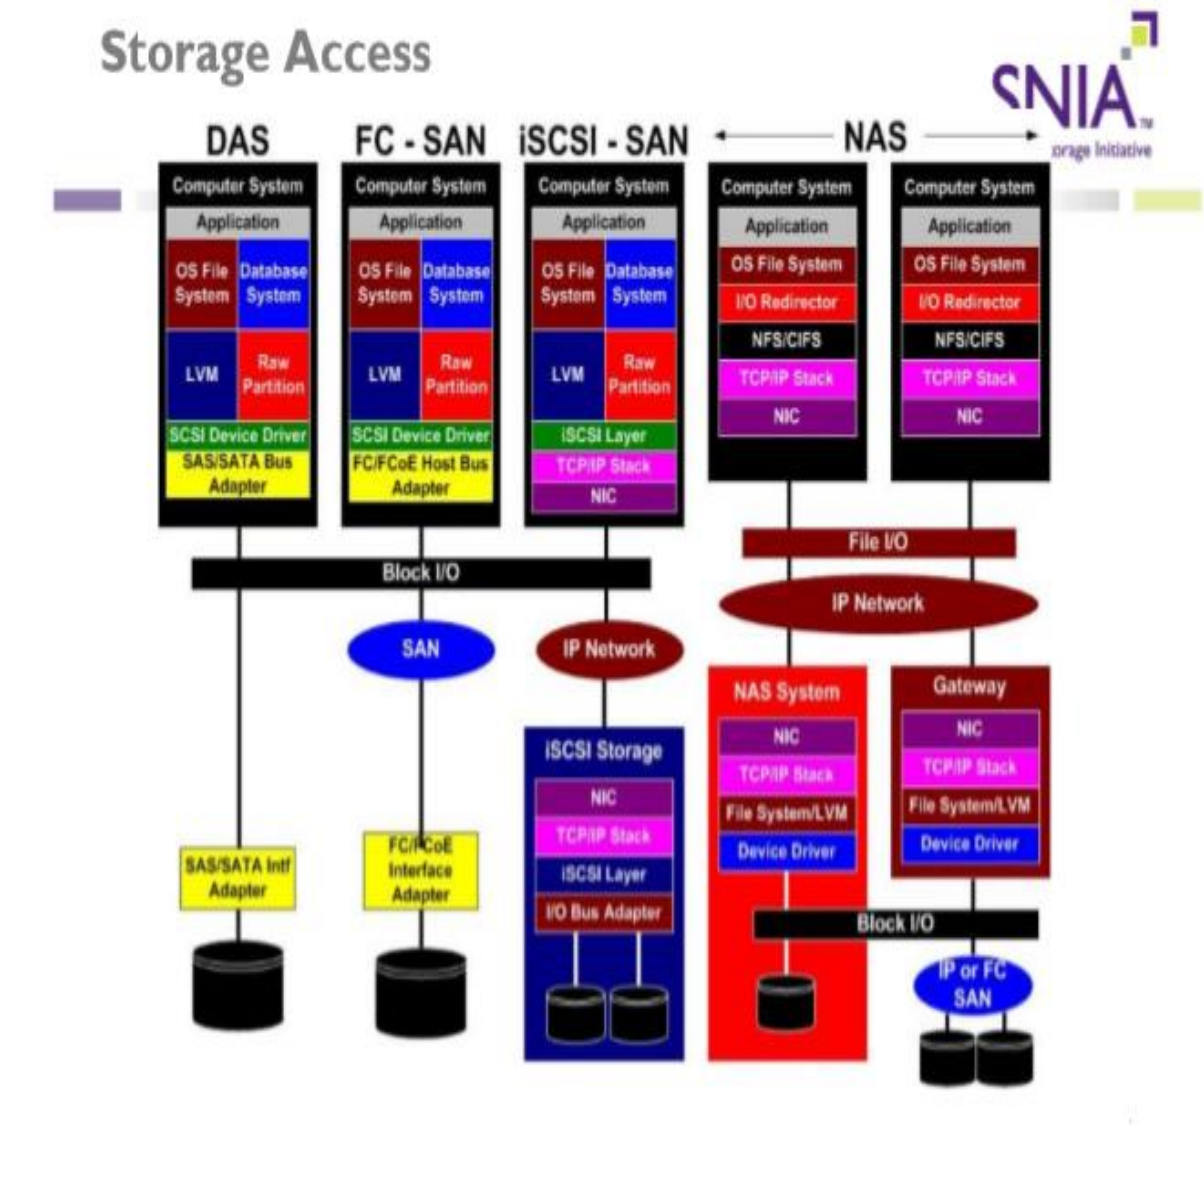 Storage Access
SNIA
TM
orage Initiative
DAS
FC - SAN
iSCSI - SAN
NAS
Computer System
Application
OS File
System
Database
System
LVM
Raw
Partition
SCSI Device Driver
SAS/SATA Bus
Adapter
Computer System
Application
OS File
System
Database
System
LVM
Raw
Partition
SCSI Device Driver
FC/FCoE Host Bus
Adapter
Computer System
Application
OS File
System
Database
System
LVM
Raw
Partition
iSCSI Layer
TCP/IP Stack
NIC
Computer System
Application
OS File System
I/O Redirector
NFS/CIFS
TCP/IP Stack
NIC
Computer System
Application
OS File System
I/O Redirector
NFS/CIFS
TCP/IP Stack
NIC
Block I/O
File I/O
SAN
IP Network
IP Network
SAS/SATA Intf
Adapter
FC/FCoE
Interface
Adapter
iSCSI Storage
NIC
TCP/IP Stack
iSCSI Layer
I/O Bus Adapter
NAS System
NIC
TCP/IP Stack
File System/LVM
Device Driver
Gateway
NIC
TCP/IP Stack
File System/LVM
Device Driver
Block I/O
IP or FC
SAN